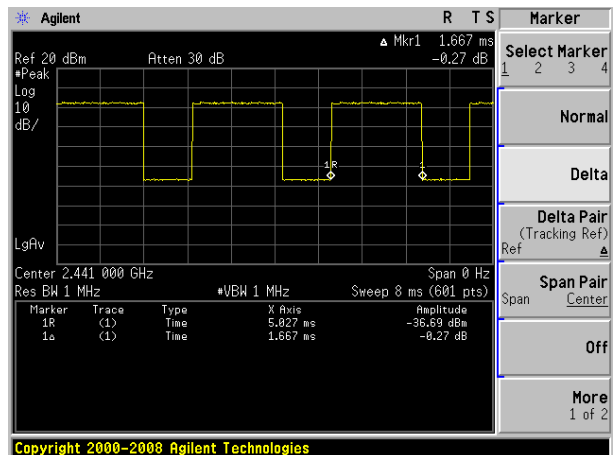 Agilent R T S
Δ Mkr1 1.667 ms
Ref 20 dBm Atten 30 dB -0.27 dB
#Peak
Log
10
dB/
1R
1
LgAv
Center 2.441 000 GHz Span 0 Hz
Res BW 1 MHz #VBW 1 MHz Sweep 8 ms (601 pts)
Marker Trace Type X Axis Amplitude
1R (1) Time 5.027 ms -36.69 dBm
1Δ (1) Time 1.667 ms -0.27 dB
Copyright 2000-2008 Agilent Technologies
Marker
Select Marker
1 2 3 4
Normal
Delta
Delta Pair
(Tracking Ref)
Ref Δ
Span Pair
Span Center
Off
More
1 of 2